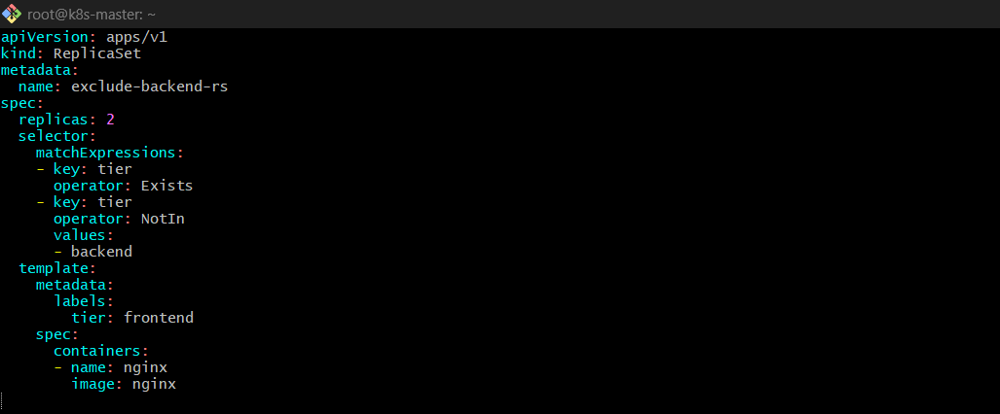 root@k8s-master: ~
apiVersion: apps/v1
kind: ReplicaSet
metadata:
  name: exclude-backend-rs
spec:
  replicas: 2
  selector:
    matchExpressions:
    - key: tier
      operator: Exists
    - key: tier
      operator: NotIn
      values:
      - backend
  template:
    metadata:
      labels:
        tier: frontend
    spec:
      containers:
      - name: nginx
        image: nginx